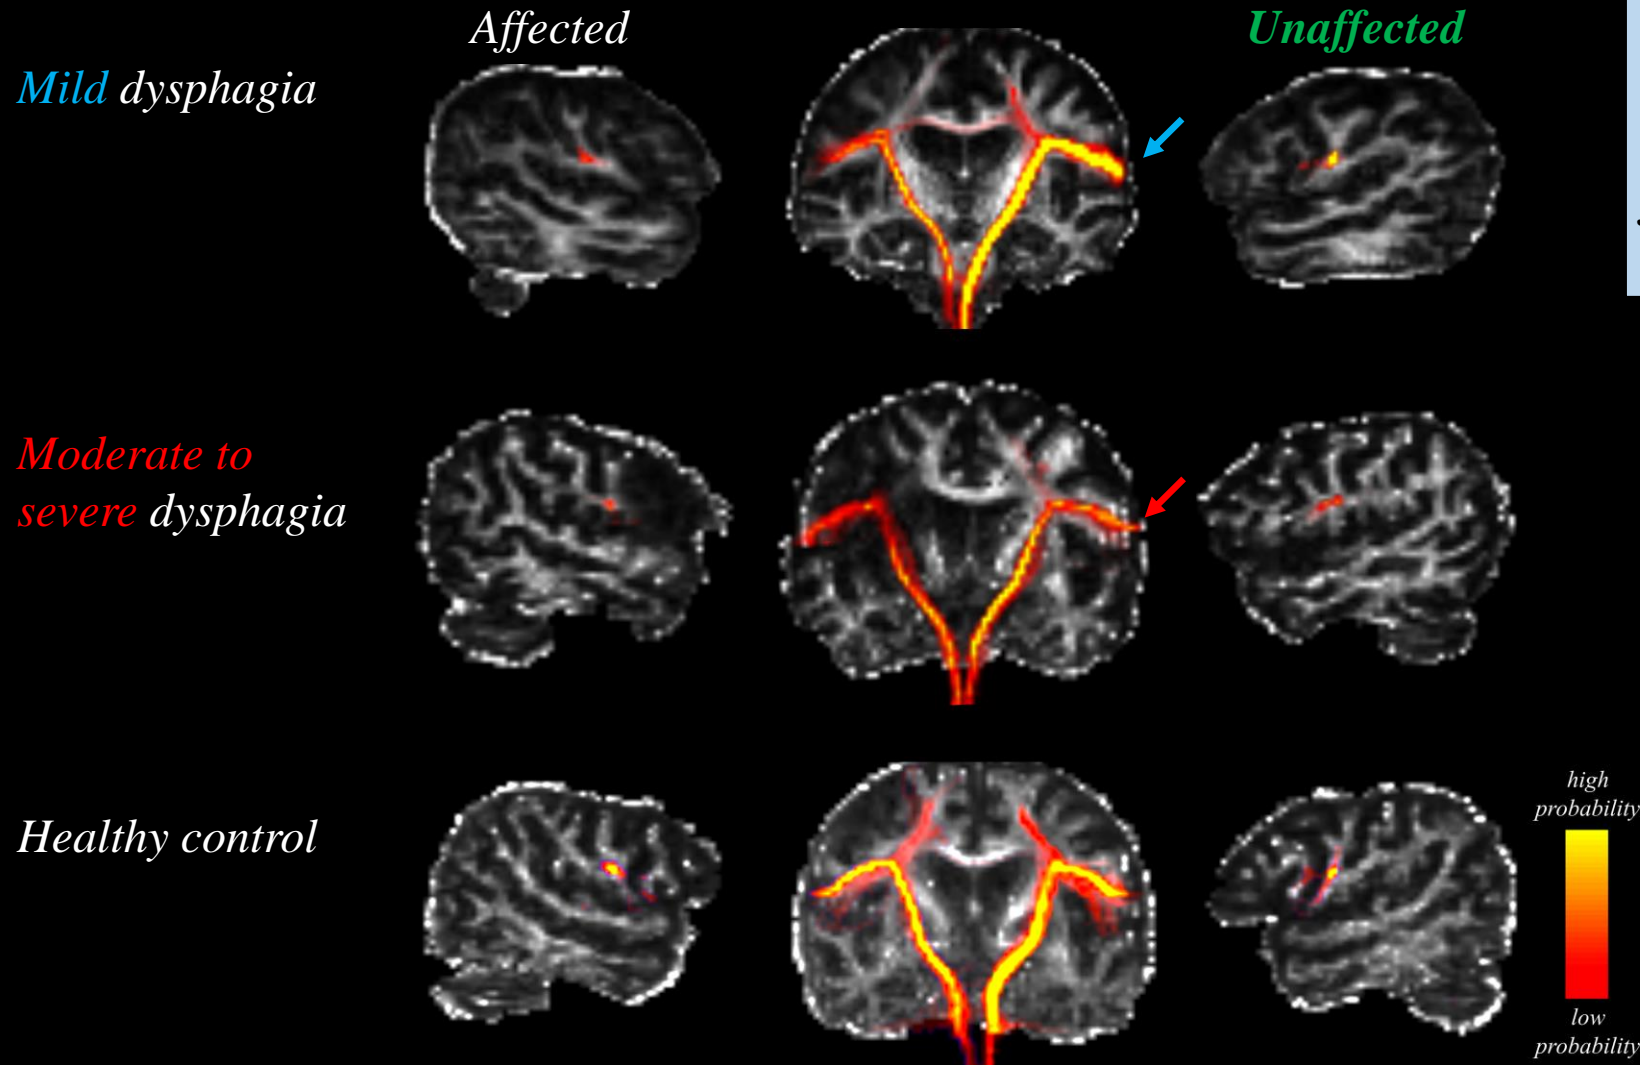 Affected
Unaffected
Mild dysphagia
Moderate to
severe dysphagia
Healthy control
high
probability
low
probability